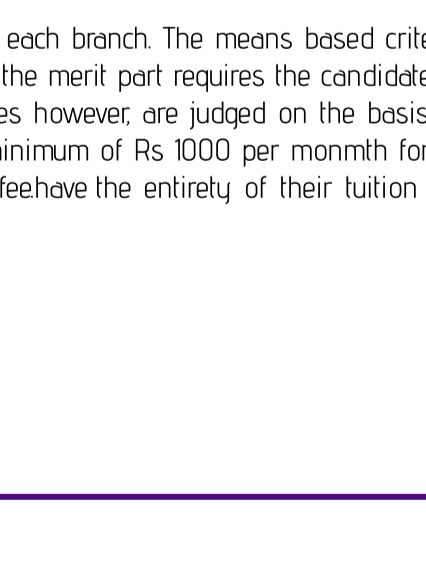 each branch. The means based crite
the merit part requires the candidate
es however, are judged on the basis
inimum of Rs 1000 per monmth for
fee.have the entirety of their tuition